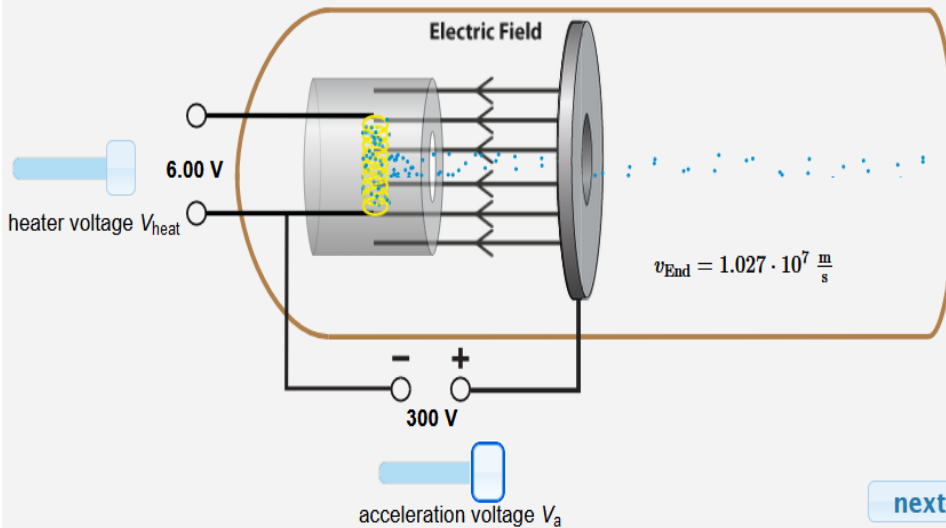 Electric Field
6.00 V
heater voltage Vheat
vEnd = 1.027 · 10⁷ m/s
− +
300 V
acceleration voltage Va
next